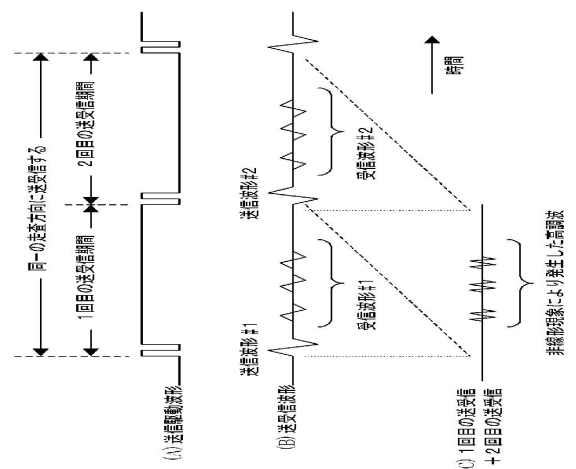 同一の走査方向に送受信する
1回目の送受信期間
2回目の送受信期間
(A)送信駆動波形
送信波形#1
送信波形#2
(B)送受信波形
受信波形#1
受信波形#2
時間
C)1回目の送受信
+2回目の送受信
非線形現象により発生した高調波